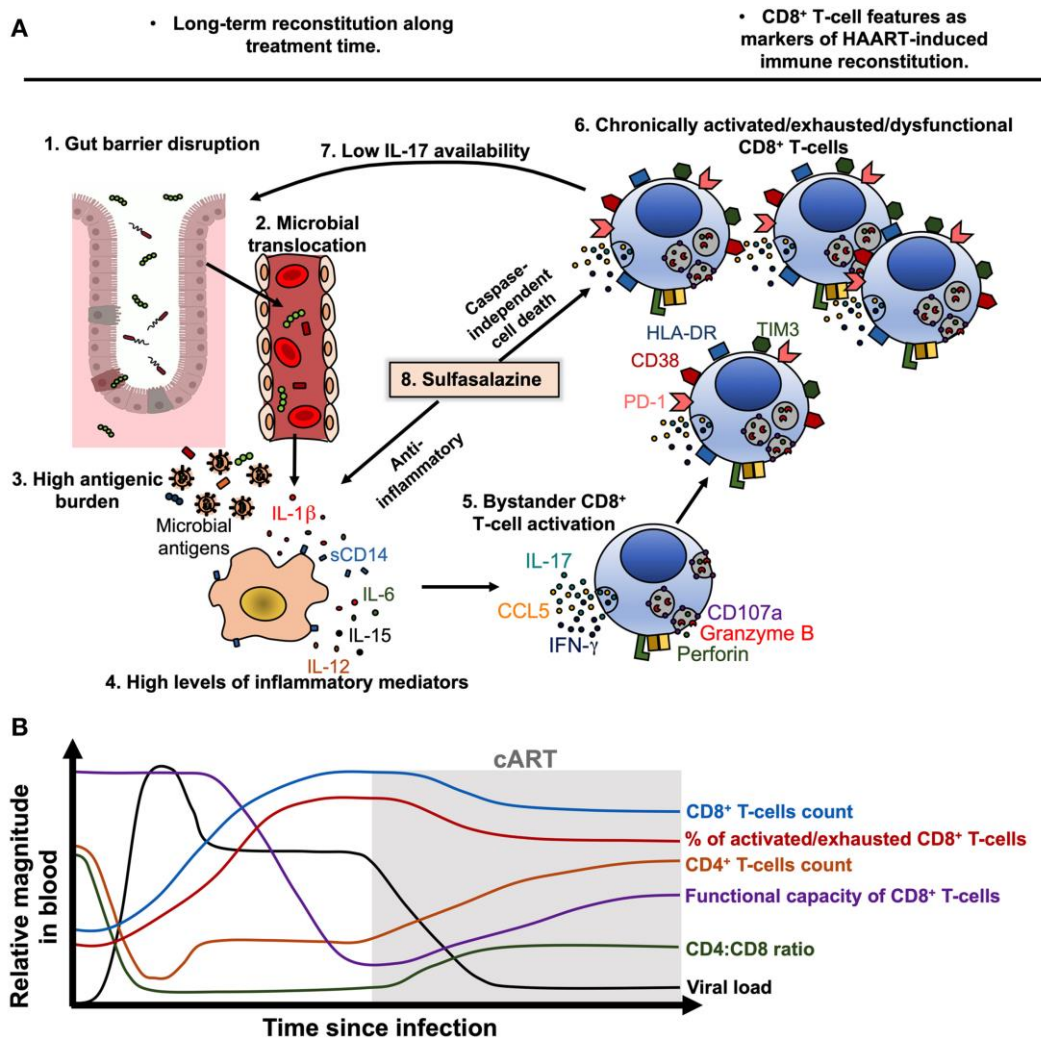 A
• Long-term reconstitution along
treatment time.
• CD8⁺ T-cell features as
markers of HAART-induced
immune reconstitution.
1. Gut barrier disruption
7. Low IL-17 availability
6. Chronically activated/exhausted/dysfunctional
CD8⁺ T-cells
2. Microbial
translocation
Caspase-
independent
cell death
8. Sulfasalazine
Anti-
inflammatory
HLA-DR
TIM3
CD38
PD-1
3. High antigenic
burden
Microbial
antigens
IL-1β
sCD14
IL-6
IL-15
IL-12
4. High levels of inflammatory mediators
5. Bystander CD8⁺
T-cell activation
IL-17
CCL5
IFN-γ
CD107a
Granzyme B
Perforin
B
cART
Relative magnitude
in blood
CD8⁺ T-cells count
% of activated/exhausted CD8⁺ T-cells
CD4⁺ T-cells count
Functional capacity of CD8⁺ T-cells
CD4:CD8 ratio
Viral load
Time since infection